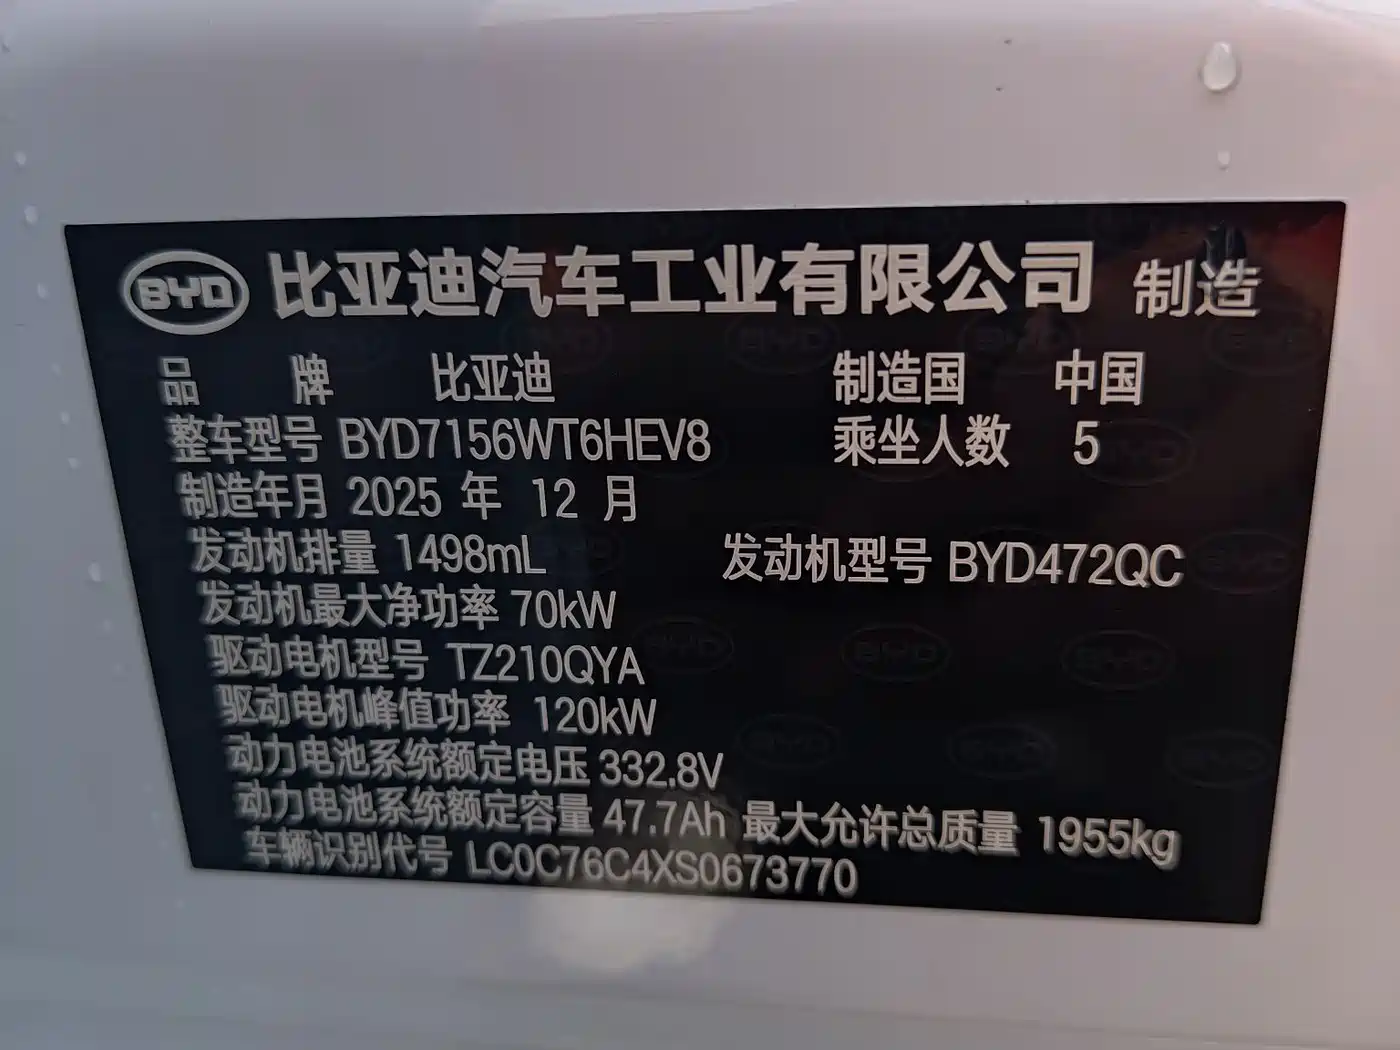 BYD 比亚迪汽车工业有限公司 制造
品 牌 比亚迪 制造国 中国
整车型号 BYD7156WT6HEV8 乘坐人数 5
制造年月 2025 年 12 月
发动机排量 1498mL 发动机型号 BYD472QC
发动机最大净功率 70kW
驱动电机型号 TZ210QYA
驱动电机峰值功率 120kW
动力电池系统额定电压 332.8V
动力电池系统额定容量 47.7Ah 最大允许总质量 1955kg
车辆识别代号 LC0C76C4XS0673770